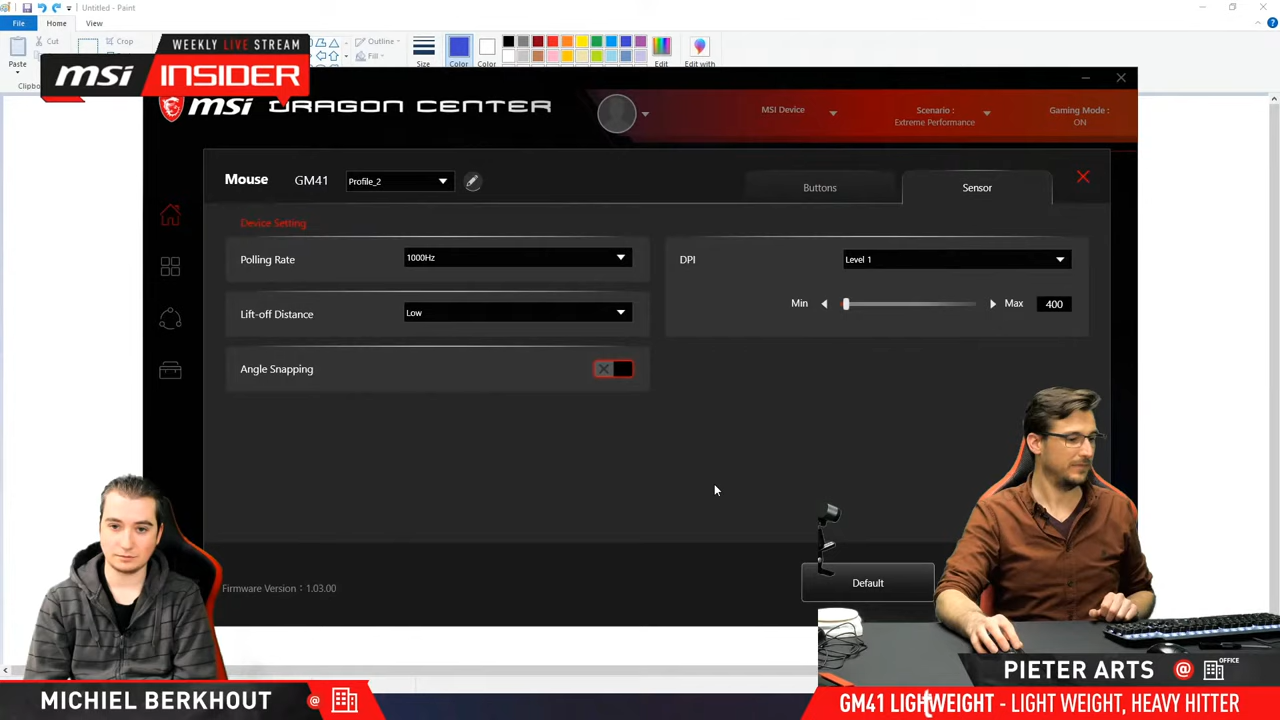 Untitled - Paint
File
Home
View
Cut
Crop
Outline
Fill
Paste
Size
Color
Color
Edit
Edit with
Clipb
WEEKLY LIVE STREAM
msi INSIDER
msi DRAGON CENTER
MSI Device
Scenario :
Extreme Performance
Gaming Mode :
ON
Mouse
GM41
Profile_2
Buttons
Sensor
Device Setting
Polling Rate
1000Hz
DPI
Level 1
Min
Max
400
Lift-off Distance
Low
Angle Snapping
Firmware Version : 1.03.00
Default
PIETER ARTS @ OFFICE
MICHIEL BERKHOUT @
GM41 LIGHWEIGHT - LIGHT WEIGHT, HEAVY HITTER